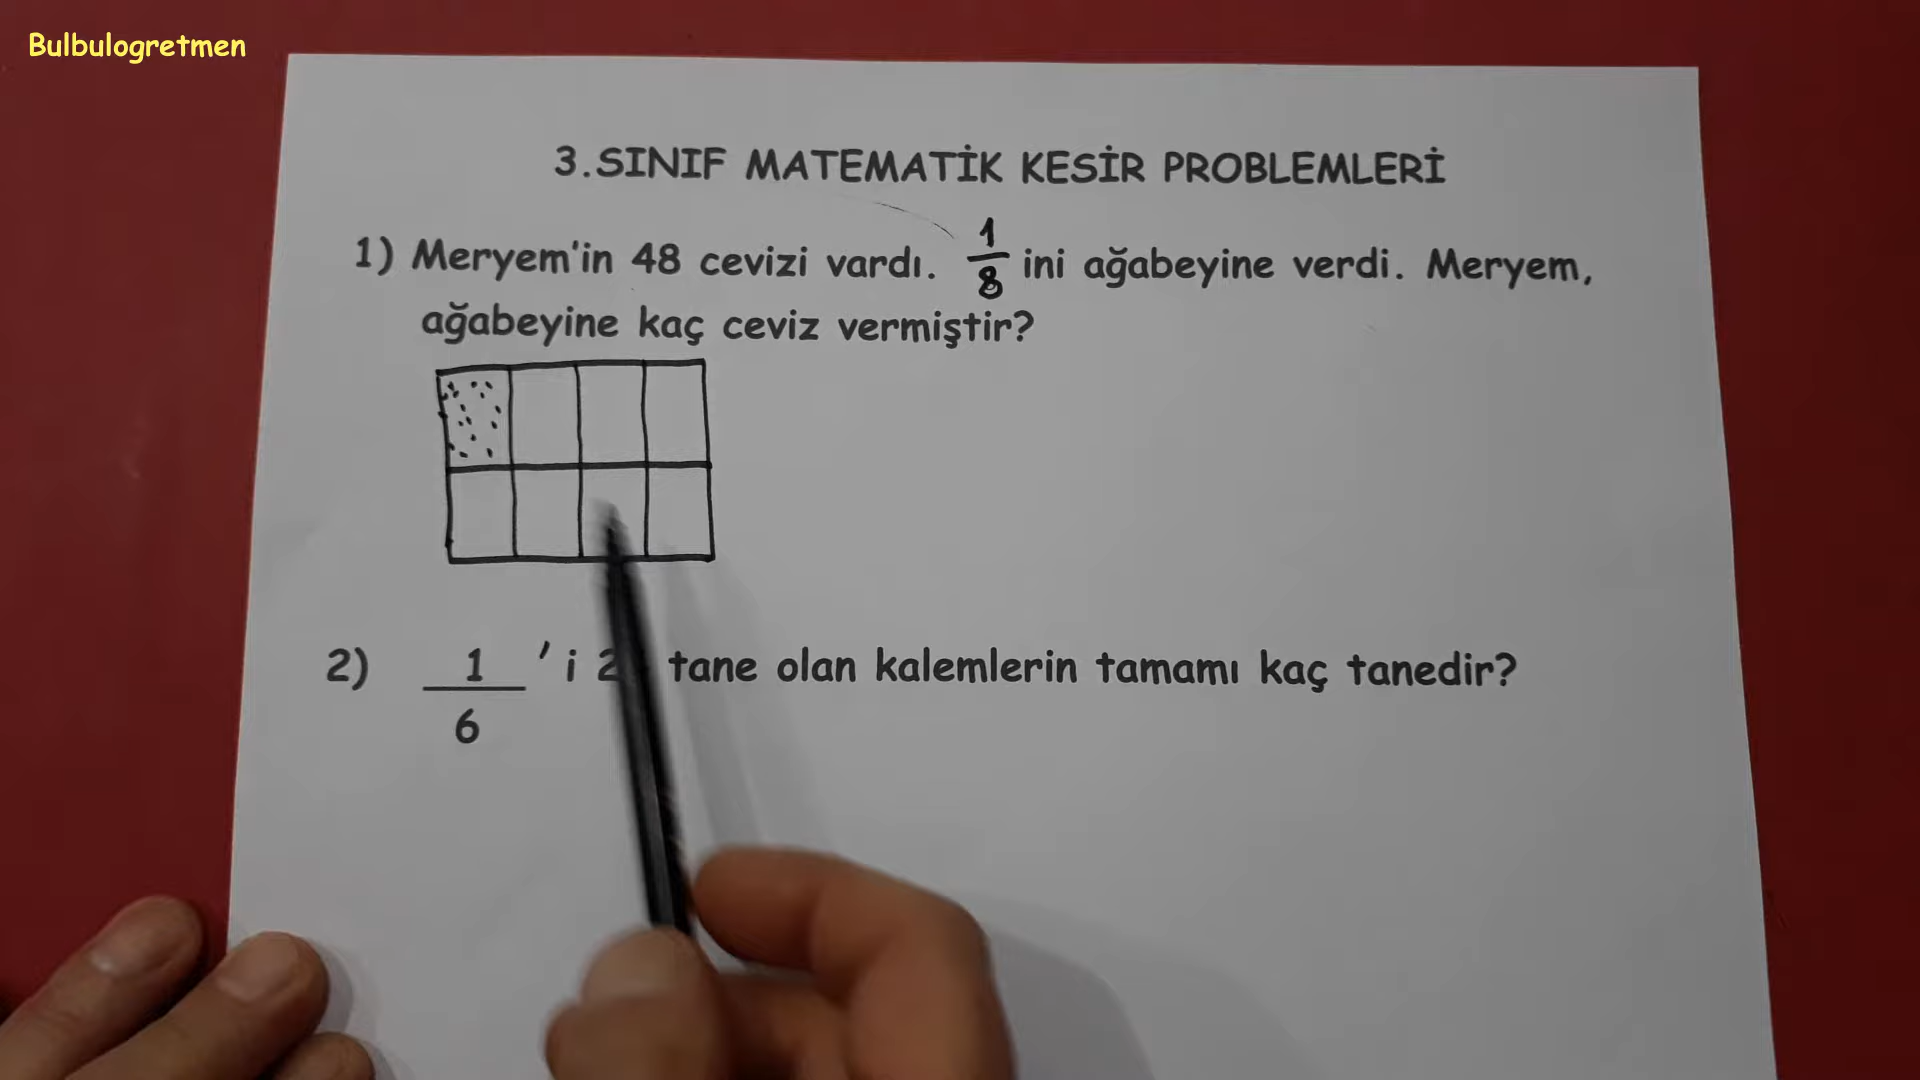 Bulbulogretmen
3.SINIF MATEMATİK KESİR PROBLEMLERİ
1) Meryem'in 48 cevizi vardı. 1/8 ini ağabeyine verdi. Meryem,
ağabeyine kaç ceviz vermiştir?
2) 1/6 'i tane olan kalemlerin tamamı kaç tanedir?